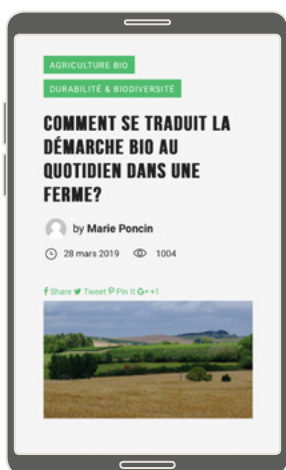 AGRICULTURE BIO
DURABILITÉ & BIODIVERSITÉ
COMMENT SE TRADUIT LA
DÉMARCHE BIO AU
QUOTIDIEN DANS UNE
FERME?
by Marie Poncin
28 mars 2019 1004
Share Tweet Pin It G+ +1